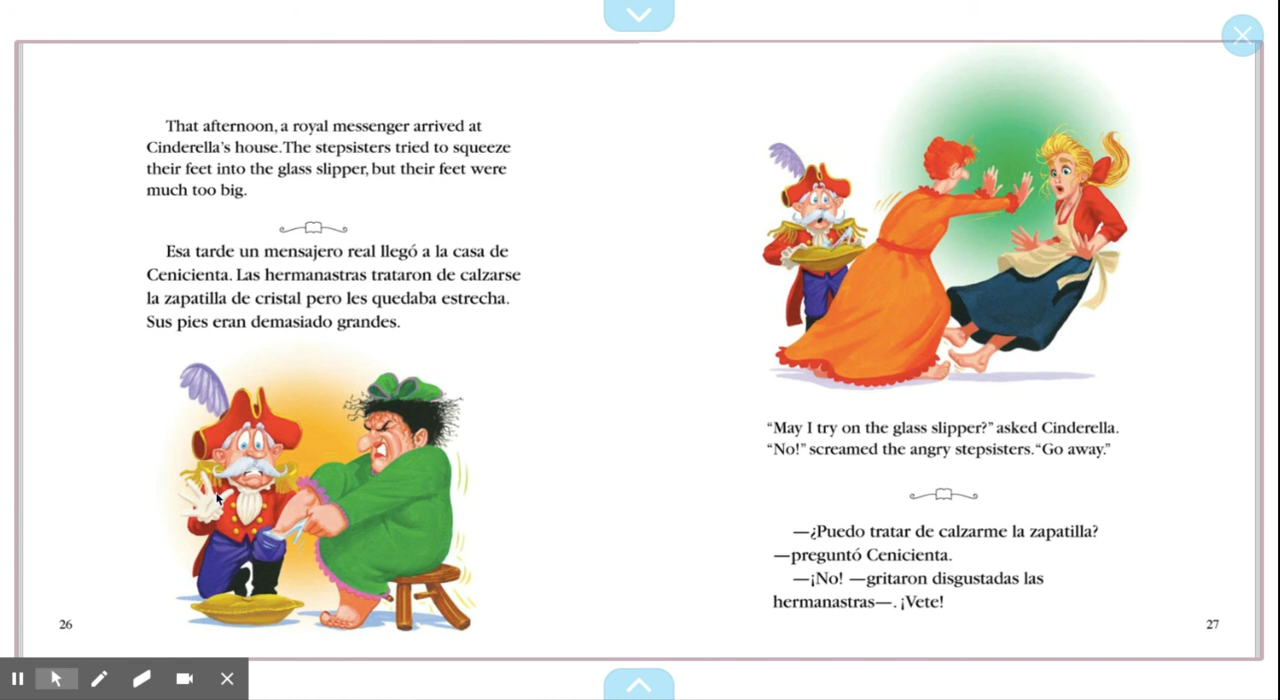 That afternoon, a royal messenger arrived at
Cinderella's house. The stepsisters tried to squeeze
their feet into the glass slipper, but their feet were
much too big.
Esa tarde un mensajero real llegó a la casa de
Cenicienta. Las hermanastras trataron de calzarse
la zapatilla de cristal pero les quedaba estrecha.
Sus pies eran demasiado grandes.
26
“May I try on the glass slipper?” asked Cinderella.
“No!” screamed the angry stepsisters. “Go away.”
—¿Puedo tratar de calzarme la zapatilla?
—preguntó Cenicienta.
—¡No! —gritaron disgustadas las
hermanastras—. ¡Vete!
27